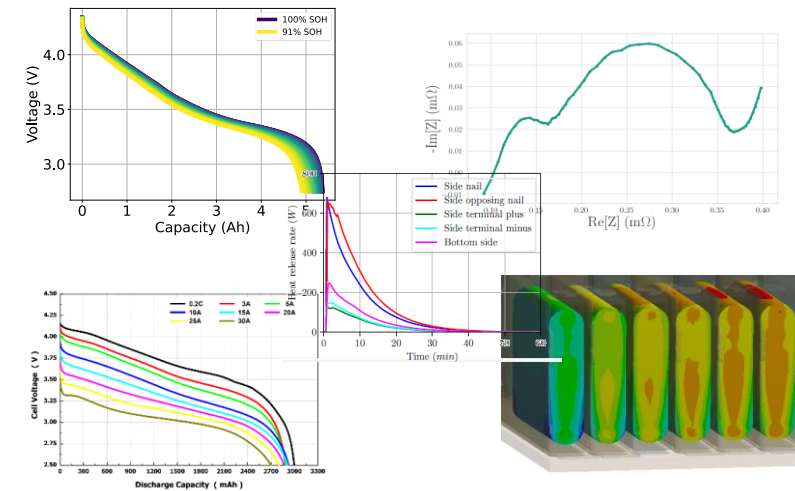 100% SOH
91% SOH
4.0
3.5
3.0
Voltage (V)
0 1 2 3 4 5
Capacity (Ah)
0.06
0.05
0.04
0.03
0.02
0.01
0.00
-Im[Z] (mΩ)
0.20 0.25 0.30 0.35 0.40
Re[Z] (mΩ)
800
600
400
200
0
Heat release rate (W)
Side nail
Side opposing nail
Side terminal plus
Side terminal minus
Bottom side
0 10 20 30 40 50 60
Time (min)
4.50
4.25
4.00
3.75
3.50
3.25
3.00
2.75
2.50
Cell Voltage ( V )
0.2C 3A 5A
10A 15A 20A
25A 30A
0 300 600 900 1200 1500 1800 2100 2400 2700 3000 3300
Discharge Capacity ( mAh )